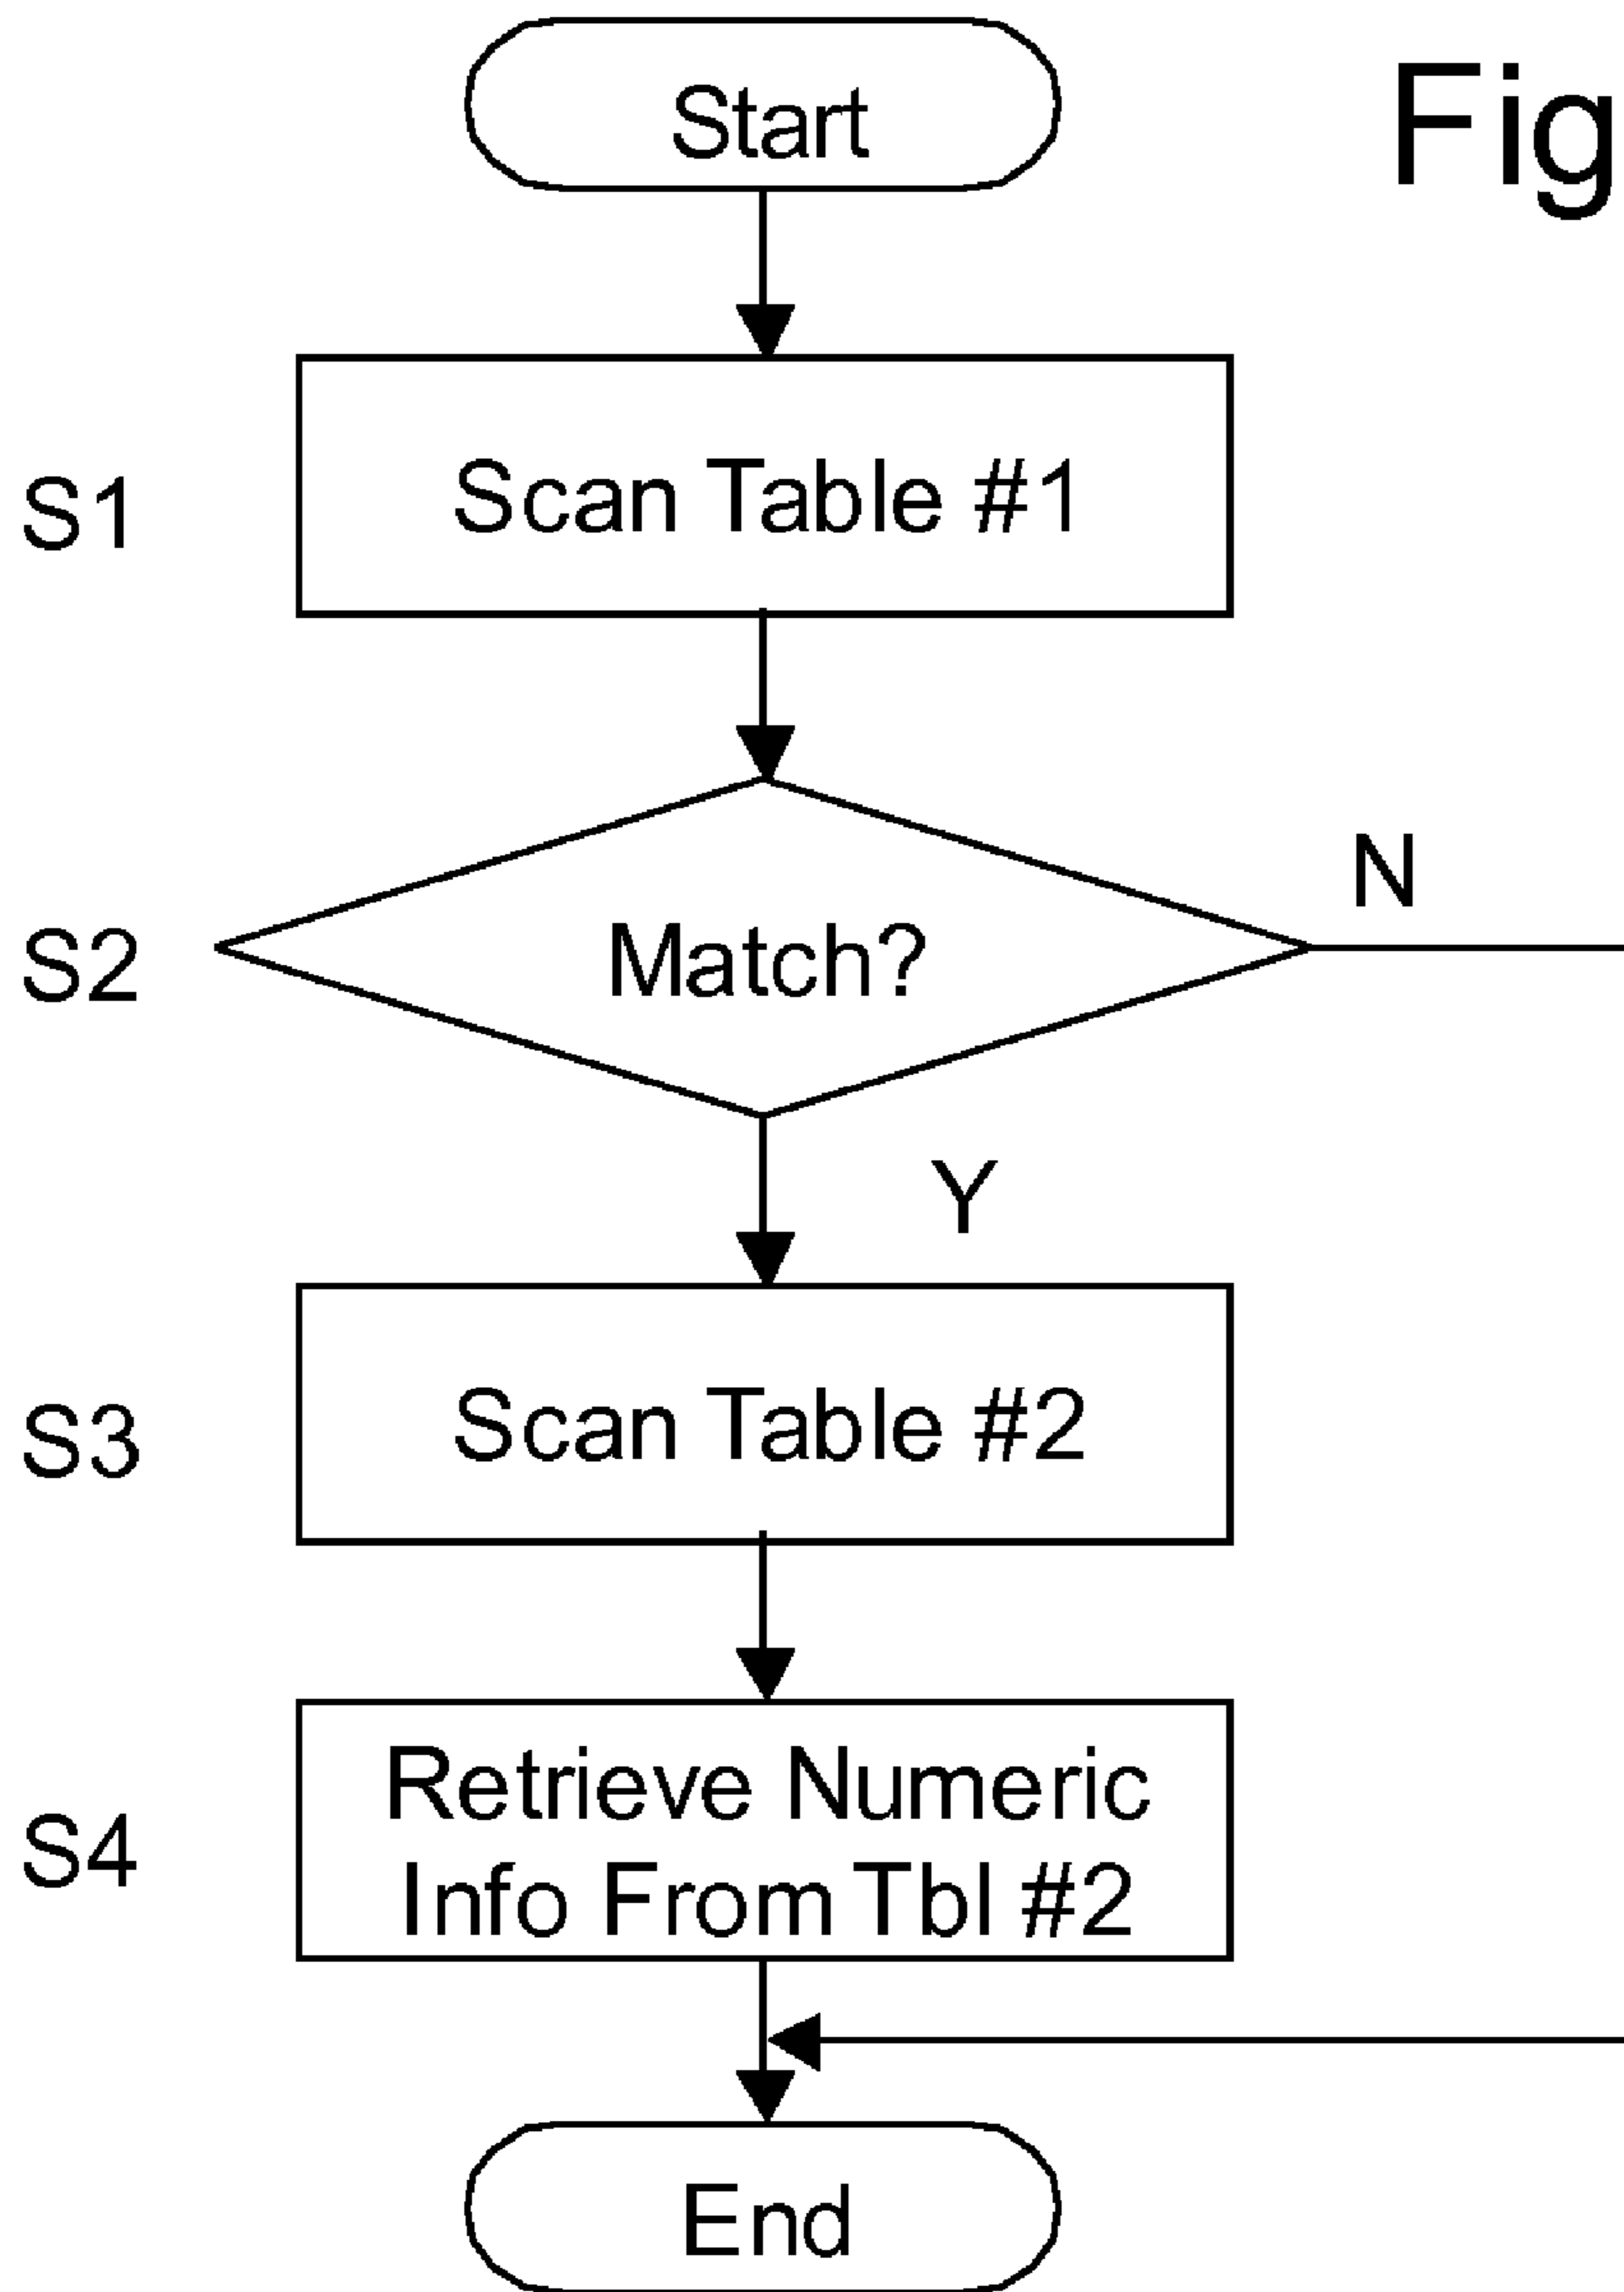 Start
Fig
S1
Scan Table #1
N
S2
Match?
Y
S3
Scan Table #2
S4
Retrieve Numeric
Info From Tbl #2
End